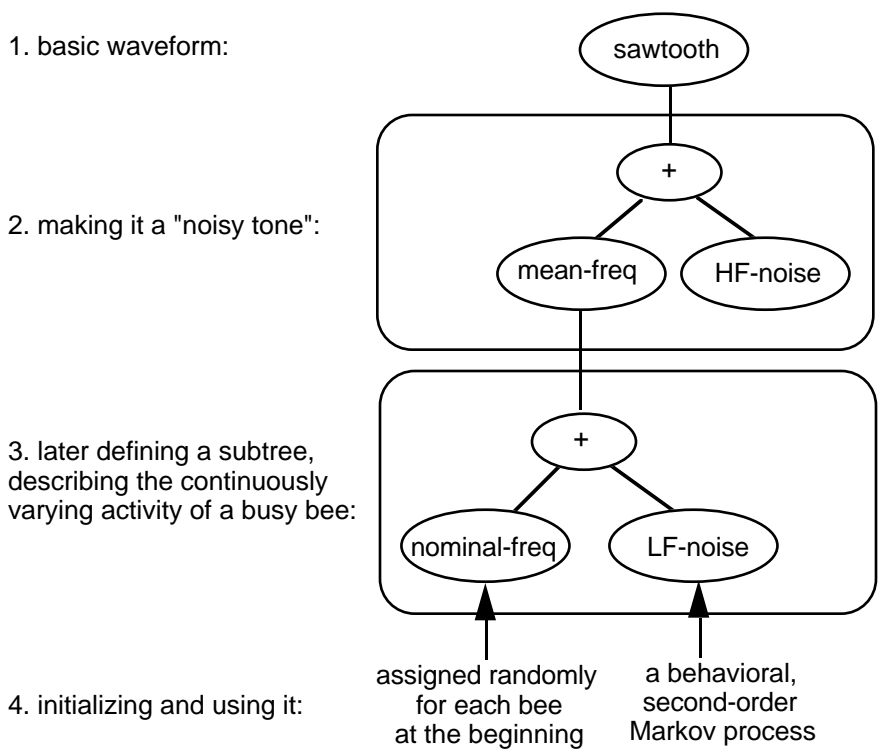 1. basic waveform:
sawtooth
+
2. making it a "noisy tone":
mean-freq
HF-noise
+
3. later defining a subtree,
describing the continuously
varying activity of a busy bee:
nominal-freq
LF-noise
4. initializing and using it:
assigned randomly
for each bee
at the beginning
a behavioral,
second-order
Markov process